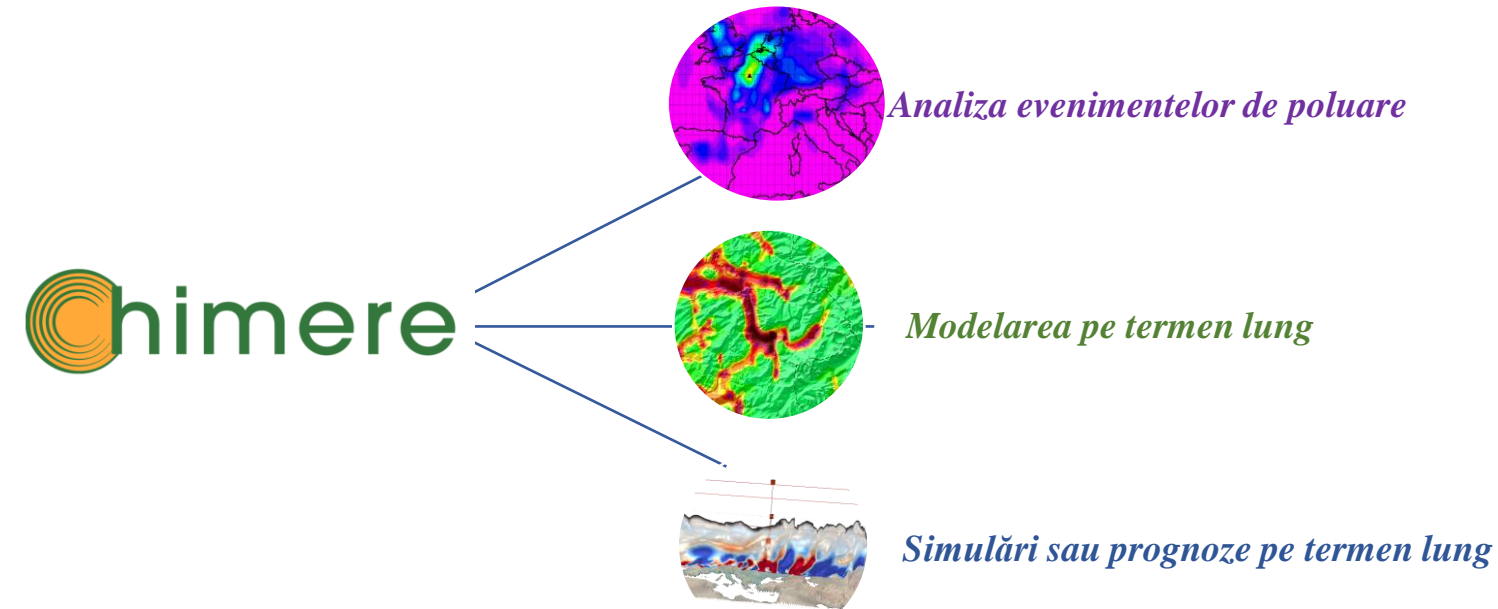 Analiza evenimentelor de poluare
Chimere
Modelarea pe termen lung
Simulări sau prognoze pe termen lung